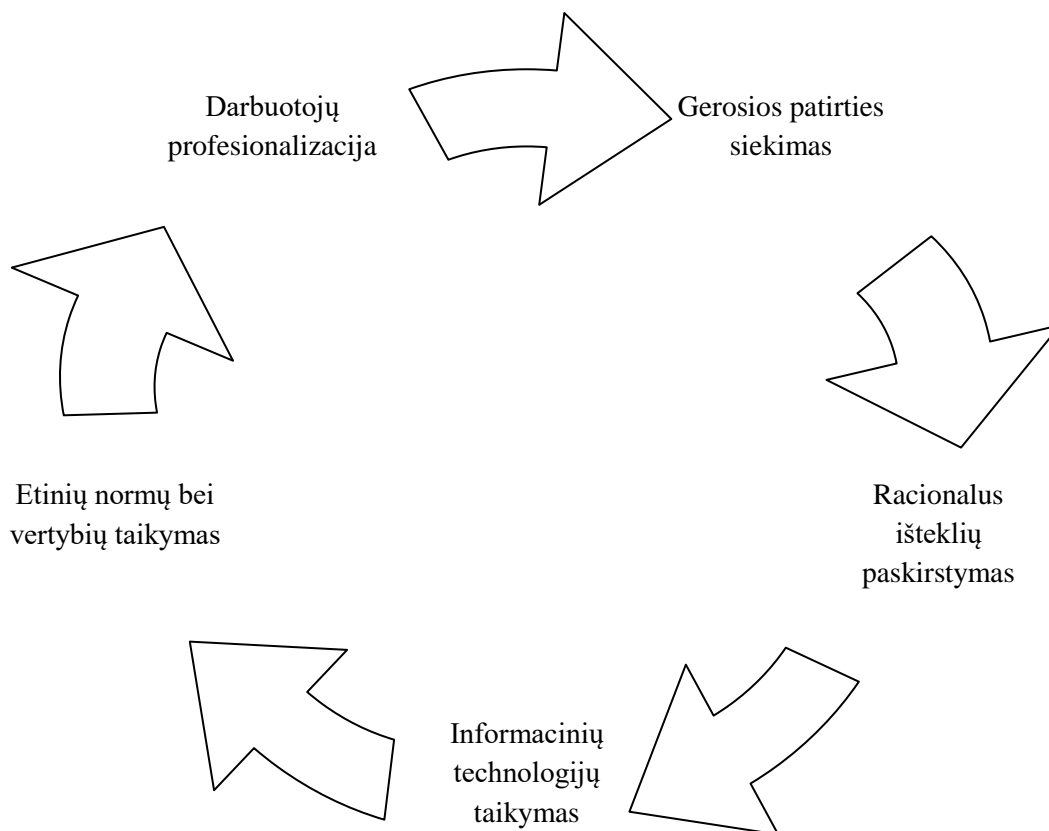 Darbuotojų
profesionalizacija
Gerosios patirties
siekimas
Racionalus
išteklių
paskirstymas
Informacinių
technologijų
taikymas
Etinių normų bei
vertybių taikymas